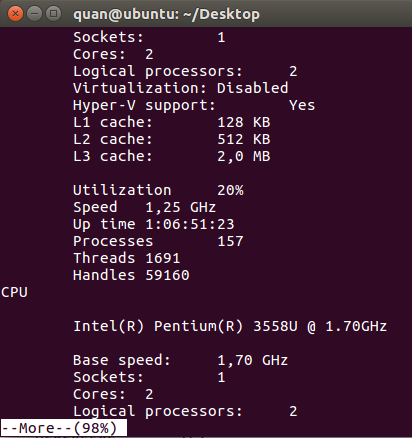 quan@ubuntu: ~/Desktop
Sockets: 1
Cores: 2
Logical processors: 2
Virtualization: Disabled
Hyper-V support: Yes
L1 cache: 128 KB
L2 cache: 512 KB
L3 cache: 2,0 MB
Utilization 20%
Speed 1,25 GHz
Up time 1:06:51:23
Processes 157
Threads 1691
Handles 59160
CPU
Intel(R) Pentium(R) 3558U @ 1.70GHz
Base speed: 1,70 GHz
Sockets: 1
Cores: 2
Logical processors: 2
--More--(98%)